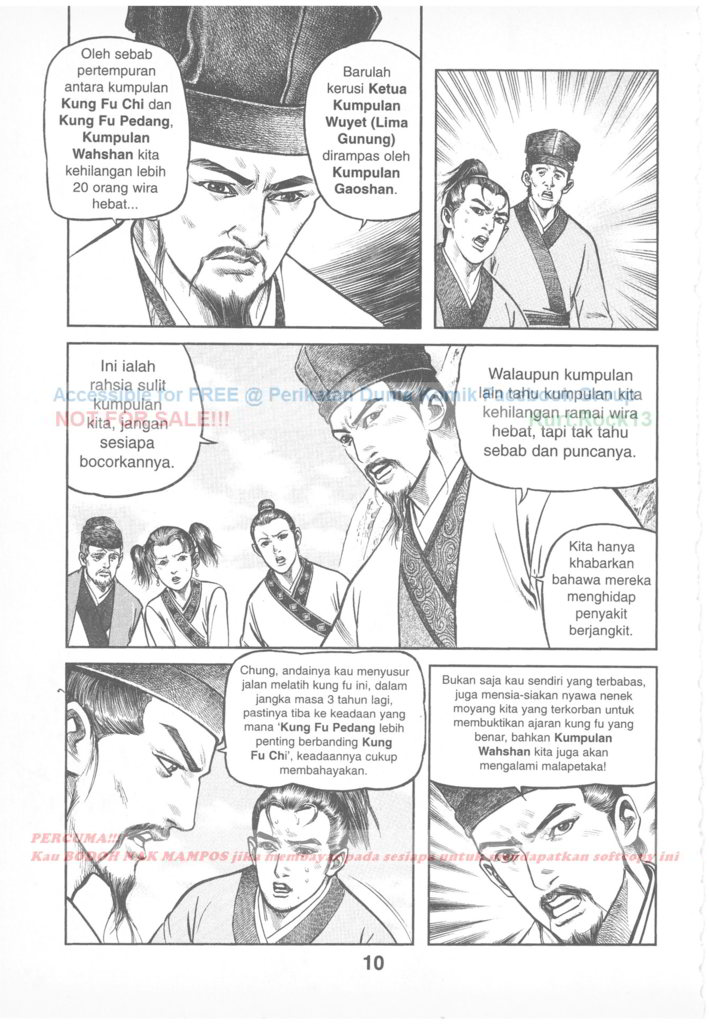 Oleh sebab
pertempuran
antara kumpulan
Kung Fu Chi dan
Kung Fu Pedang,
Kumpulan
Wahshan kita
kehilangan lebih
20 orang wira
hebat...
Barulah
kerusi Ketua
Kumpulan
Wuyet (Lima
Gunung)
dirampas oleh
Kumpulan
Gaoshan.
Ini ialah
rahsia sulit
kumpulan
kita, jangan
sesiapa
bocorkannya.
Walaupun kumpulan
lain tahu kumpulan kita
kehilangan ramai wira
hebat, tapi tak tahu
sebab dan puncanya.
Accessible for FREE @ Perikatan Dunia Komik Facebook Group
NOT FOR SALE!!!
Kurt.Rock13
Kita hanya
khabarkan
bahawa mereka
menghidap
penyakit
berjangkit.
Chung, andainya kau menyusur
jalan melatih kung fu ini, dalam
jangka masa 3 tahun lagi,
pastinya tiba ke keadaan yang
mana 'Kung Fu Pedang lebih
penting berbanding Kung
Fu Chi', keadaannya cukup
membahayakan.
Bukan saja kau sendiri yang terbabas,
juga mensia-siakan nyawa nenek
moyang kita yang terkorban untuk
membuktikan ajaran kung fu yang
benar, bahkan Kumpulan
Wahshan kita juga akan
mengalami malapetaka!
PERCUMA!!!
Kau BODOH NAK MAMPOS jika membayar pada sesiapa untuk mendapatkan softcopy ini
10